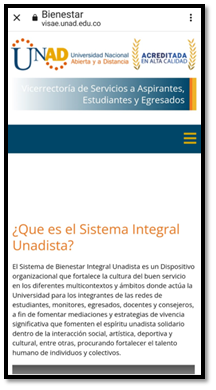 Bienestar
visae.unad.edu.co
UNAD
Universidad Nacional
Abierta y a Distancia
ACREDITADA
EN ALTA CALIDAD
Vicerrectoría de Servicios a Aspirantes,
Estudiantes y Egresados
¿Que es el Sistema Integral
Unadista?
El Sistema de Bienestar Integral Unadista es un Dispositivo
organizacional que fortalece la cultura del buen servicio
en los diferentes multicontextos y ámbitos donde actúa la
Universidad para los integrantes de las redes de
estudiantes, monitores, egresados, docentes y consejeros,
a fin de fomentar mediaciones y estrategias de vivencia
significativa que fomenten el espíritu unadista solidario
dentro de la interacción social, artística, deportiva y
cultural, entre otras, procurando fortalecer el talento
humano de individuos y colectivos.